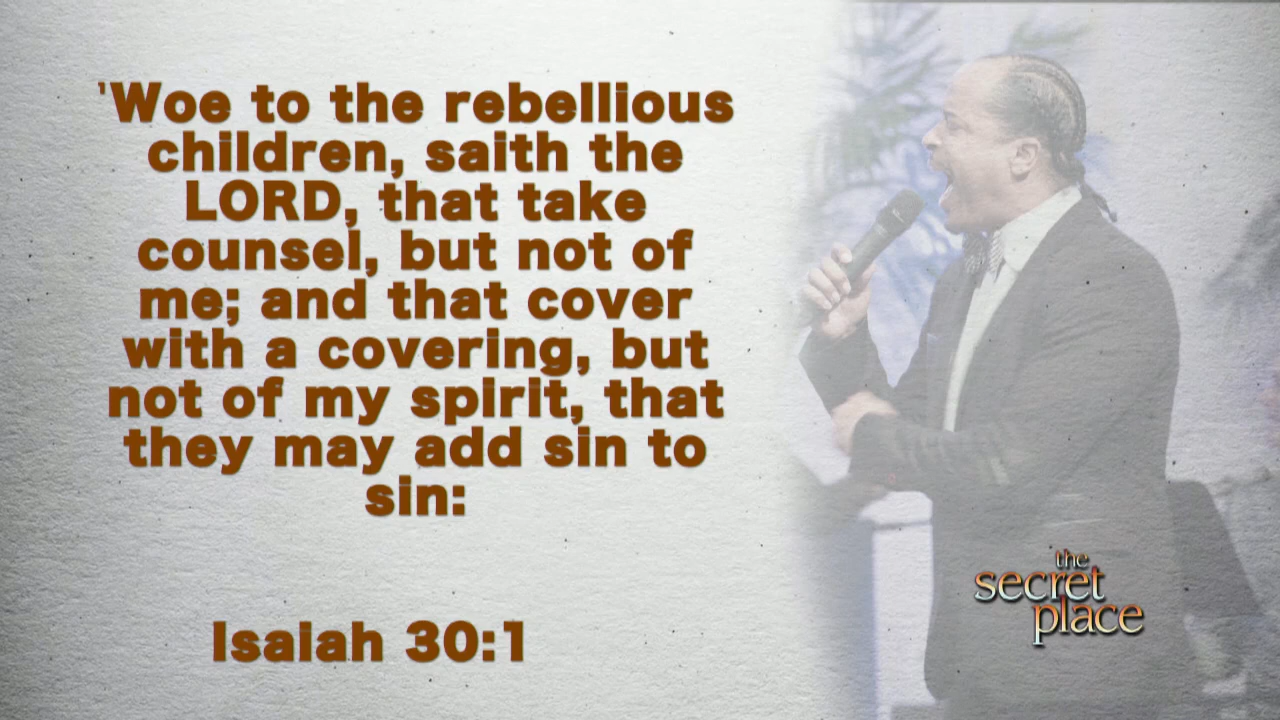 'Woe to the rebellious
children, saith the
LORD, that take
counsel, but not of
me; and that cover
with a covering, but
not of my spirit, that
they may add sin to
sin:
Isaiah 30:1
the
secret
place